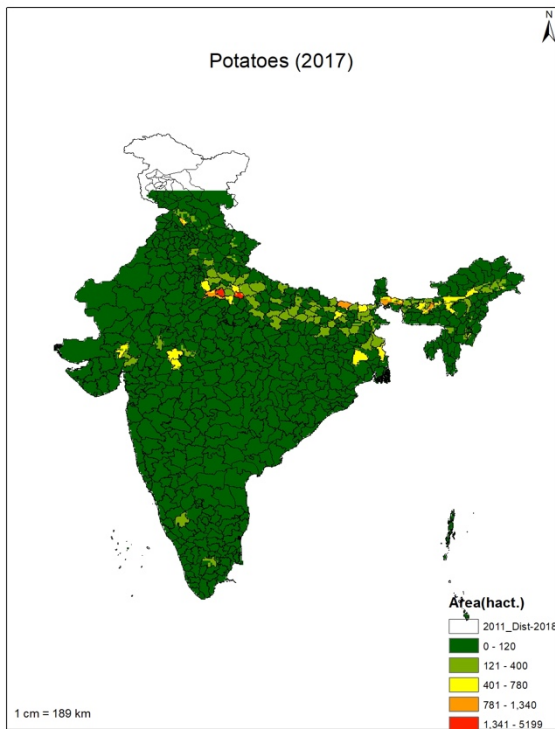 N
Potatoes (2017)
Area(hact.)
2011_Dist-2018
0 - 120
121 - 400
401 - 780
781 - 1,340
1,341 - 5199
1 cm = 189 km